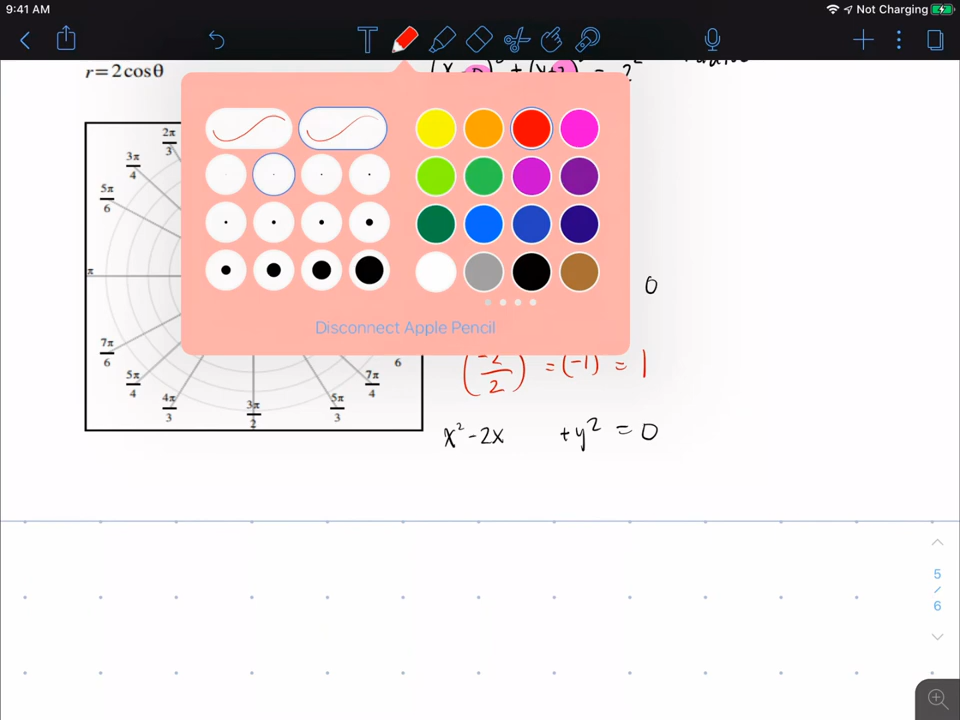 9:41 AM
Not Charging
r=2cosθ
+ (y+2) = 2²
2π/3
3π/4
5π/6
π
7π/6
5π/4
4π/3
3π/2
5π/3
7π/4
6
0
Disconnect Apple Pencil
(-2/2) = (-1) = 1
x² - 2x + y² = 0
5
/
6